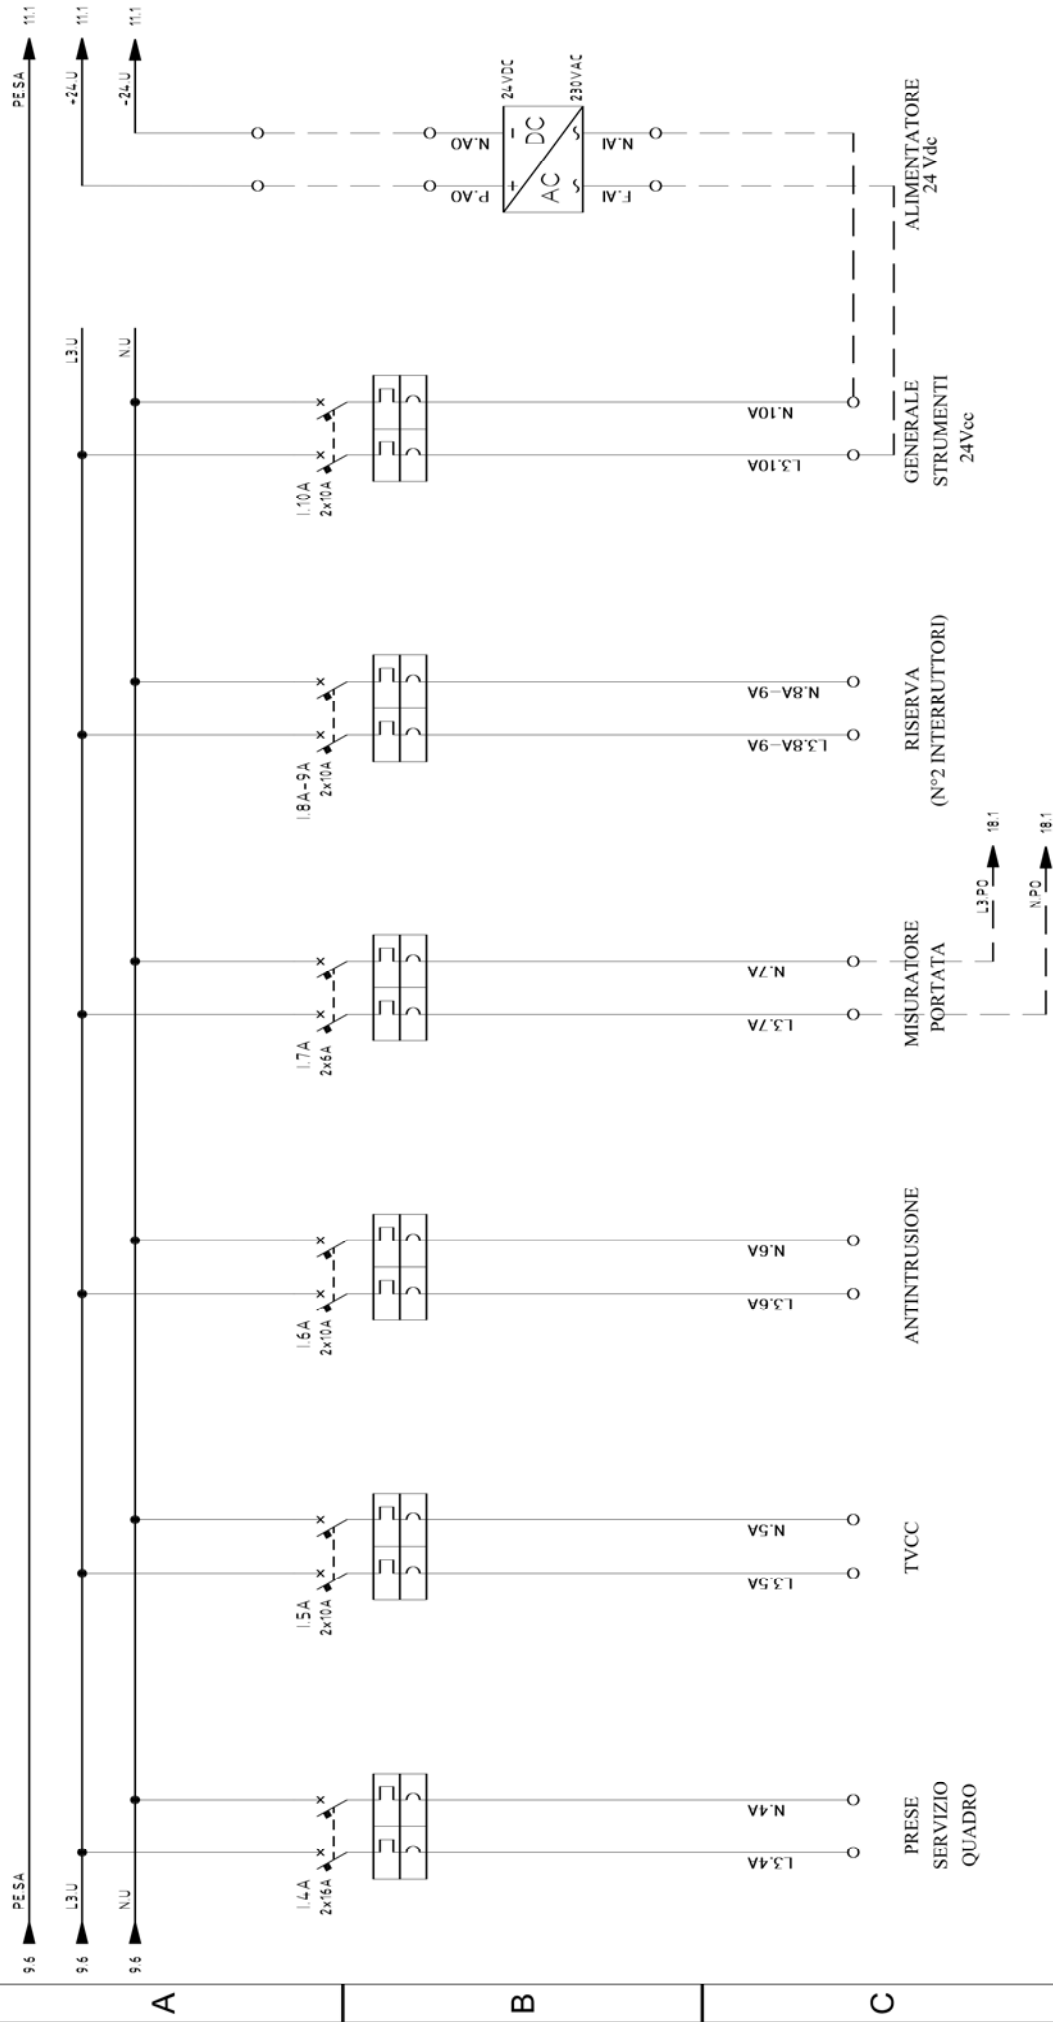 9.6
PE.SA
PE.SA
11.1
9.6
L3.U
L3.U
+24.U
11.1
9.6
N.U
N.U
-24.U
11.1
I.4A
2x16A
L3.4A
N.4A
PRESE
SERVIZIO
QUADRO
I.5A
2x10A
L3.5A
N.5A
TVCC
I.6A
2x10A
L3.6A
N.6A
ANTINTRUSIONE
I.7A
2x6A
L3.7A
N.7A
MISURATORE
PORTATA
L3.PO
18.1
N.PO
18.1
I.8A-9A
2x10A
L3.8A-9A
N.8A-9A
RISERVA
(N°2 INTERRUTTORI)
I.10A
2x10A
L3.10A
N.10A
GENERALE
STRUMENTI
24Vcc
P.A0
N.A0
24VDC
+
-
AC
DC
~
~
230VAC
F.AI
N.AI
ALIMENTATORE
24 Vdc
A
B
C